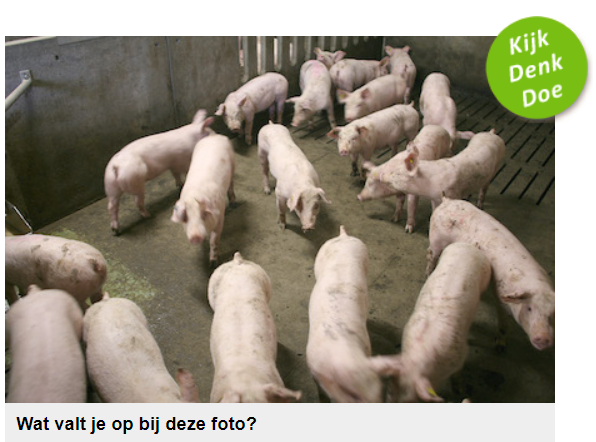 Kijk
Denk
Doe
Wat valt je op bij deze foto?